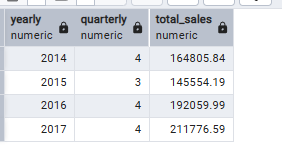 yearly quarterly total_sales
numeric numeric numeric
2014 4 164805.84
2015 3 145554.19
2016 4 192059.99
2017 4 211776.59